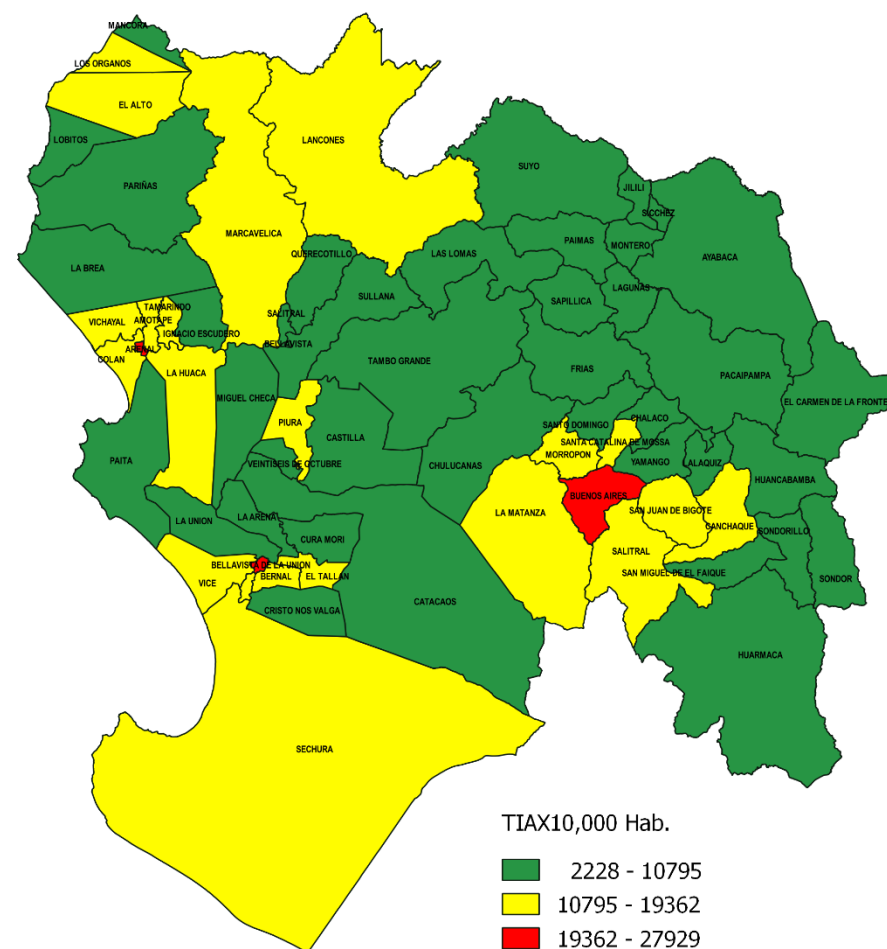 MANCORA
LOS ORGANOS
EL ALTO
LOBITOS
LANCONES
SUYO
PARIÑAS
JILILI
SICCHEZ
MARCAVELICA
PAIMAS
MONTERO
QUERECOTILLO
LAS LOMAS
AYABACA
LA BREA
LAGUNAS
SULLANA
SAPILLICA
TAMARINDO
SALITRAL
VICHAYAL
AMOTAPE
IGNACIO ESCUDERO
BELLAVISTA
ARENAL
COLAN
TAMBO GRANDE
LA HUACA
FRIAS
PACAIPAMPA
MIGUEL CHECA
EL CARMEN DE LA FRONTE
PIURA
CHALACO
SANTO DOMINGO
CASTILLA
SANTA CATALINA DE MOSSA
MORROPON
PAITA
VEINTISEIS DE OCTUBRE
CHULUCANAS
YAMANGO
LALAQUIZ
HUANCABAMBA
BUENOS AIRES
LA MATANZA
SAN JUAN DE BIGOTE
LA ARENA
LA UNION
CANCHAQUE
SONDORILLO
CURA MORI
SALITRAL
BELLAVISTA DE LA UNION
BERNAL
EL TALLAN
SAN MIGUEL DE EL FAIQUE
SONDOR
VICE
CATACAOS
CRISTO NOS VALGA
HUARMACA
SECHURA
TIAX10,000 Hab.
2228 - 10795
10795 - 19362
19362 - 27929